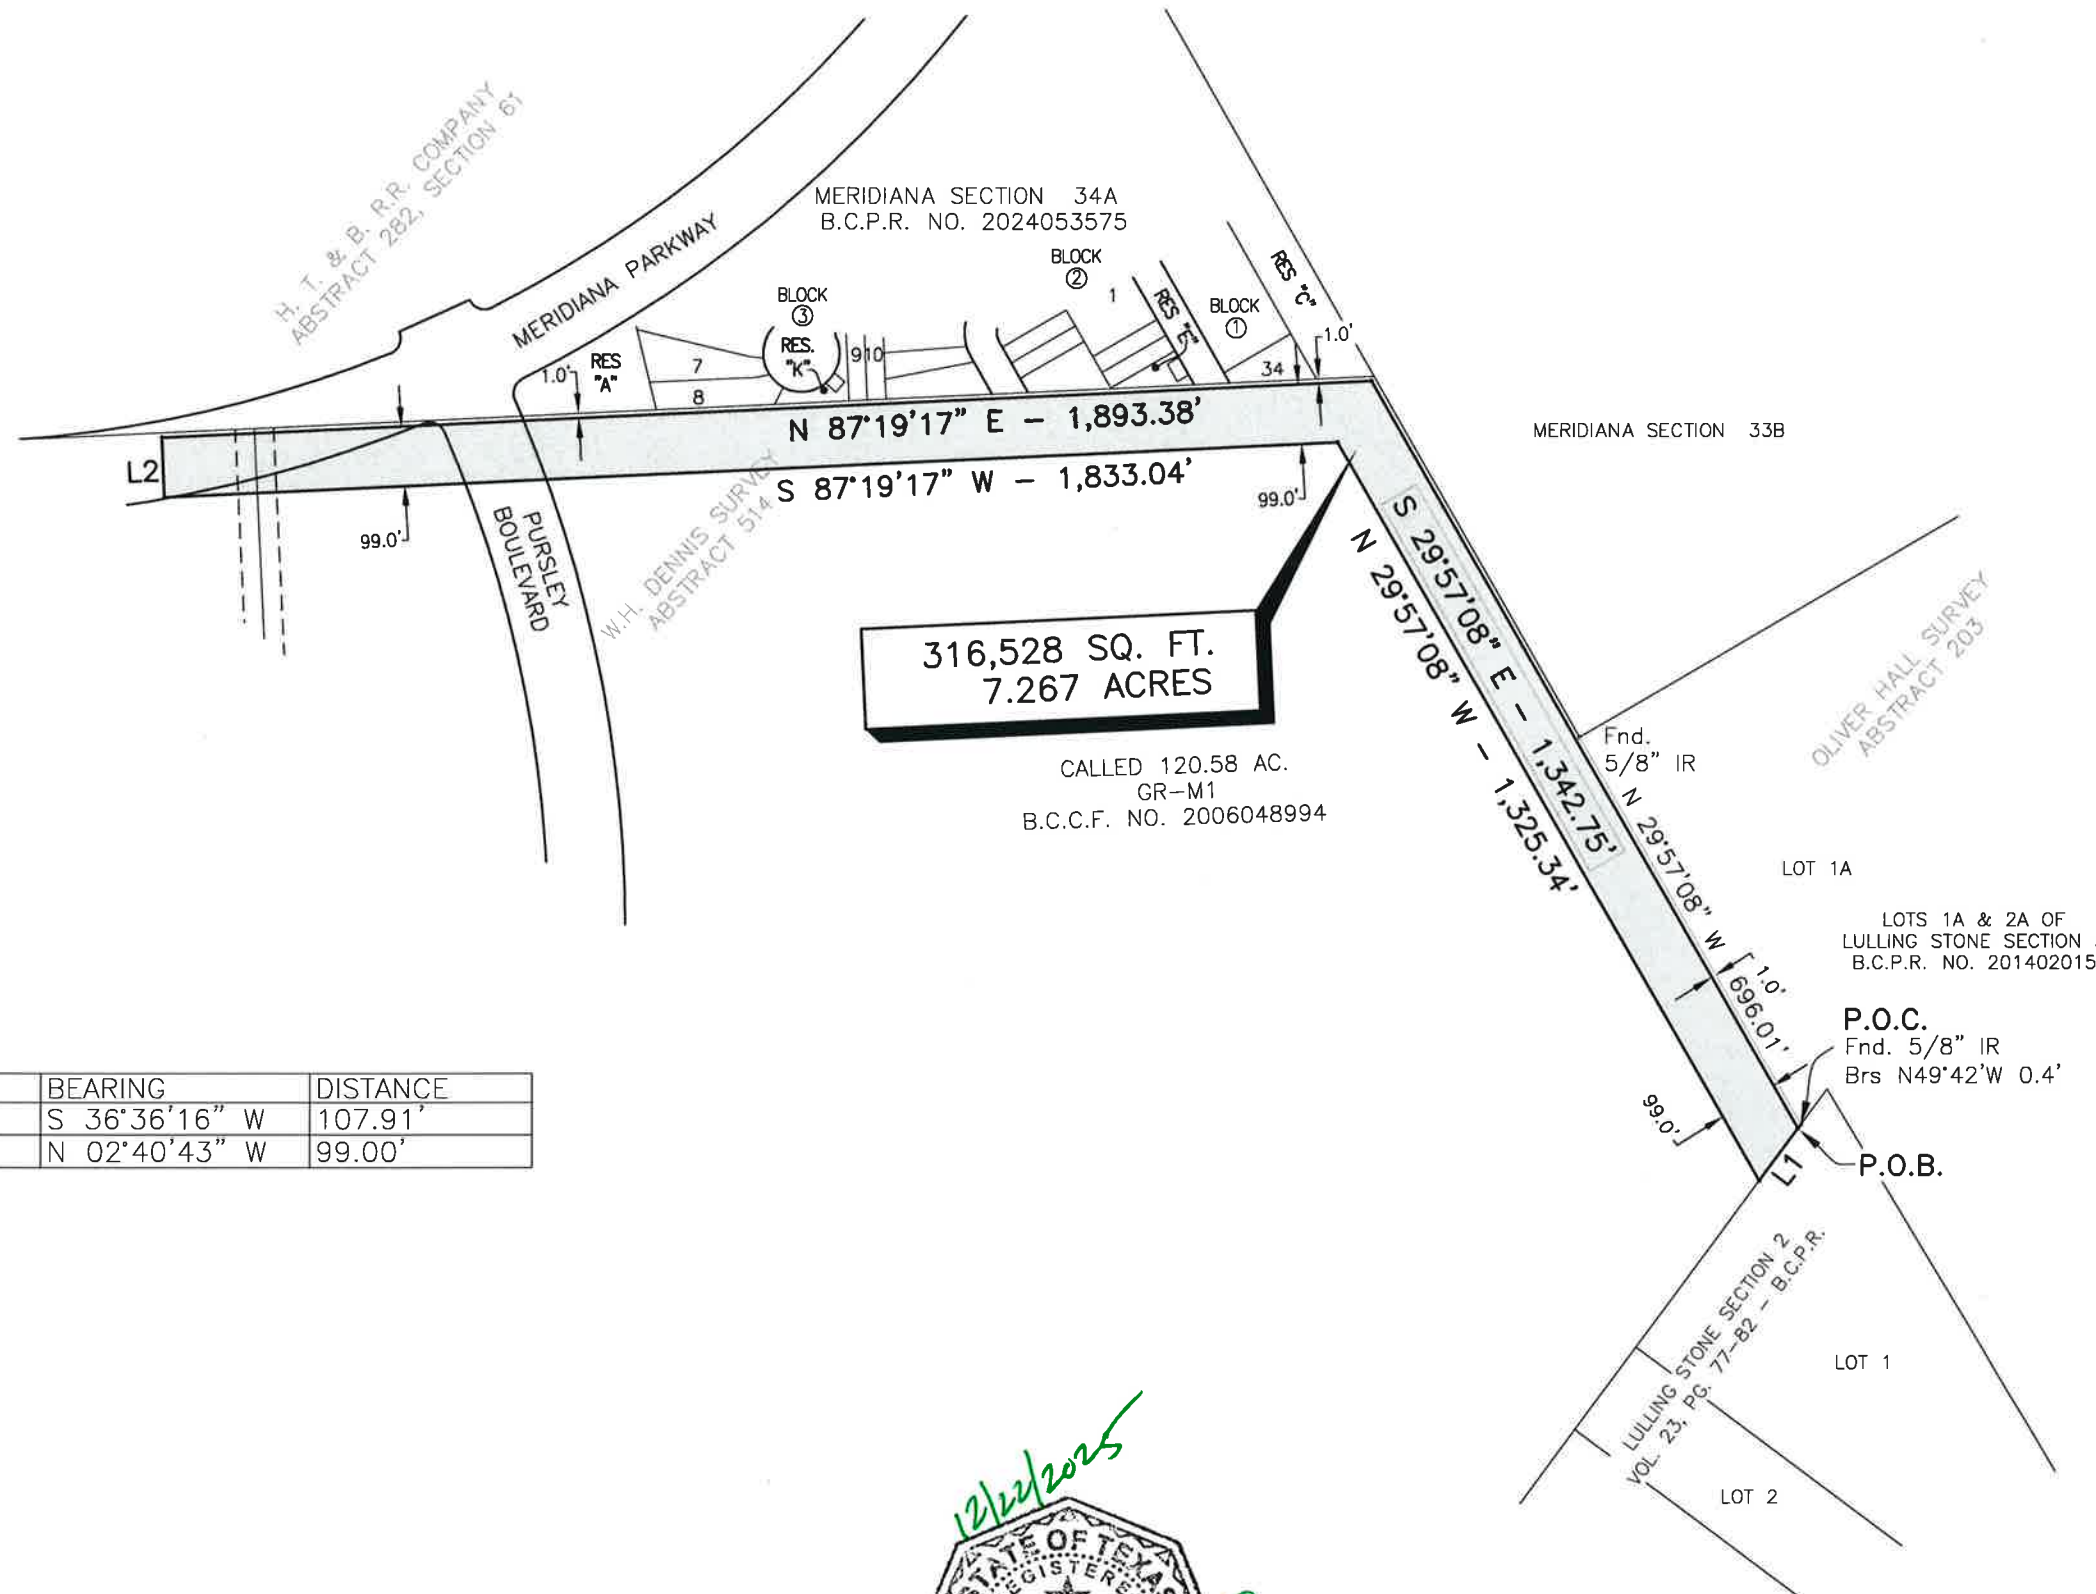 H. T. & B. R.R. COMPANY
ABSTRACT 282, SECTION 61
MERIDIANA PARKWAY
MERIDIANA SECTION 34A
B.C.P.R. NO. 2024053575
BLOCK
3
RES.
"K"
BLOCK
2
1
RES "E"
BLOCK
1
RES "C"
34
1.0'
1.0'
RES
"A"
7
8
9
10
L2
N 87°19'17" E - 1,893.38'
S 87°19'17" W - 1,833.04'
99.0'
99.0'
MERIDIANA SECTION 33B
PURSLEY
BOULEVARD
W.H. DENNIS SURVEY
ABSTRACT 514
S 29°57'08" E - 1,342.75'
N 29°57'08" W - 1,325.34'
316,528 SQ. FT.
7.267 ACRES
CALLED 120.58 AC.
GR-M1
B.C.C.F. NO. 2006048994
OLIVER HALL SURVEY
ABSTRACT 203
Fnd.
5/8" IR
N 29°57'08" W 696.01'
1.0'
LOT 1A
LOTS 1A & 2A OF
LULLING STONE SECTION
B.C.P.R. NO. 201402015
P.O.C.
Fnd. 5/8" IR
Brs N49°42'W 0.4'
99.0'
L1
P.O.B.
BEARING DISTANCE
S 36°36'16" W 107.91'
N 02°40'43" W 99.00'
LULLING STONE SECTION 2
VOL. 23, PG. 77-82 - B.C.P.R.
LOT 1
LOT 2
12/22/2025
STATE OF TEXAS